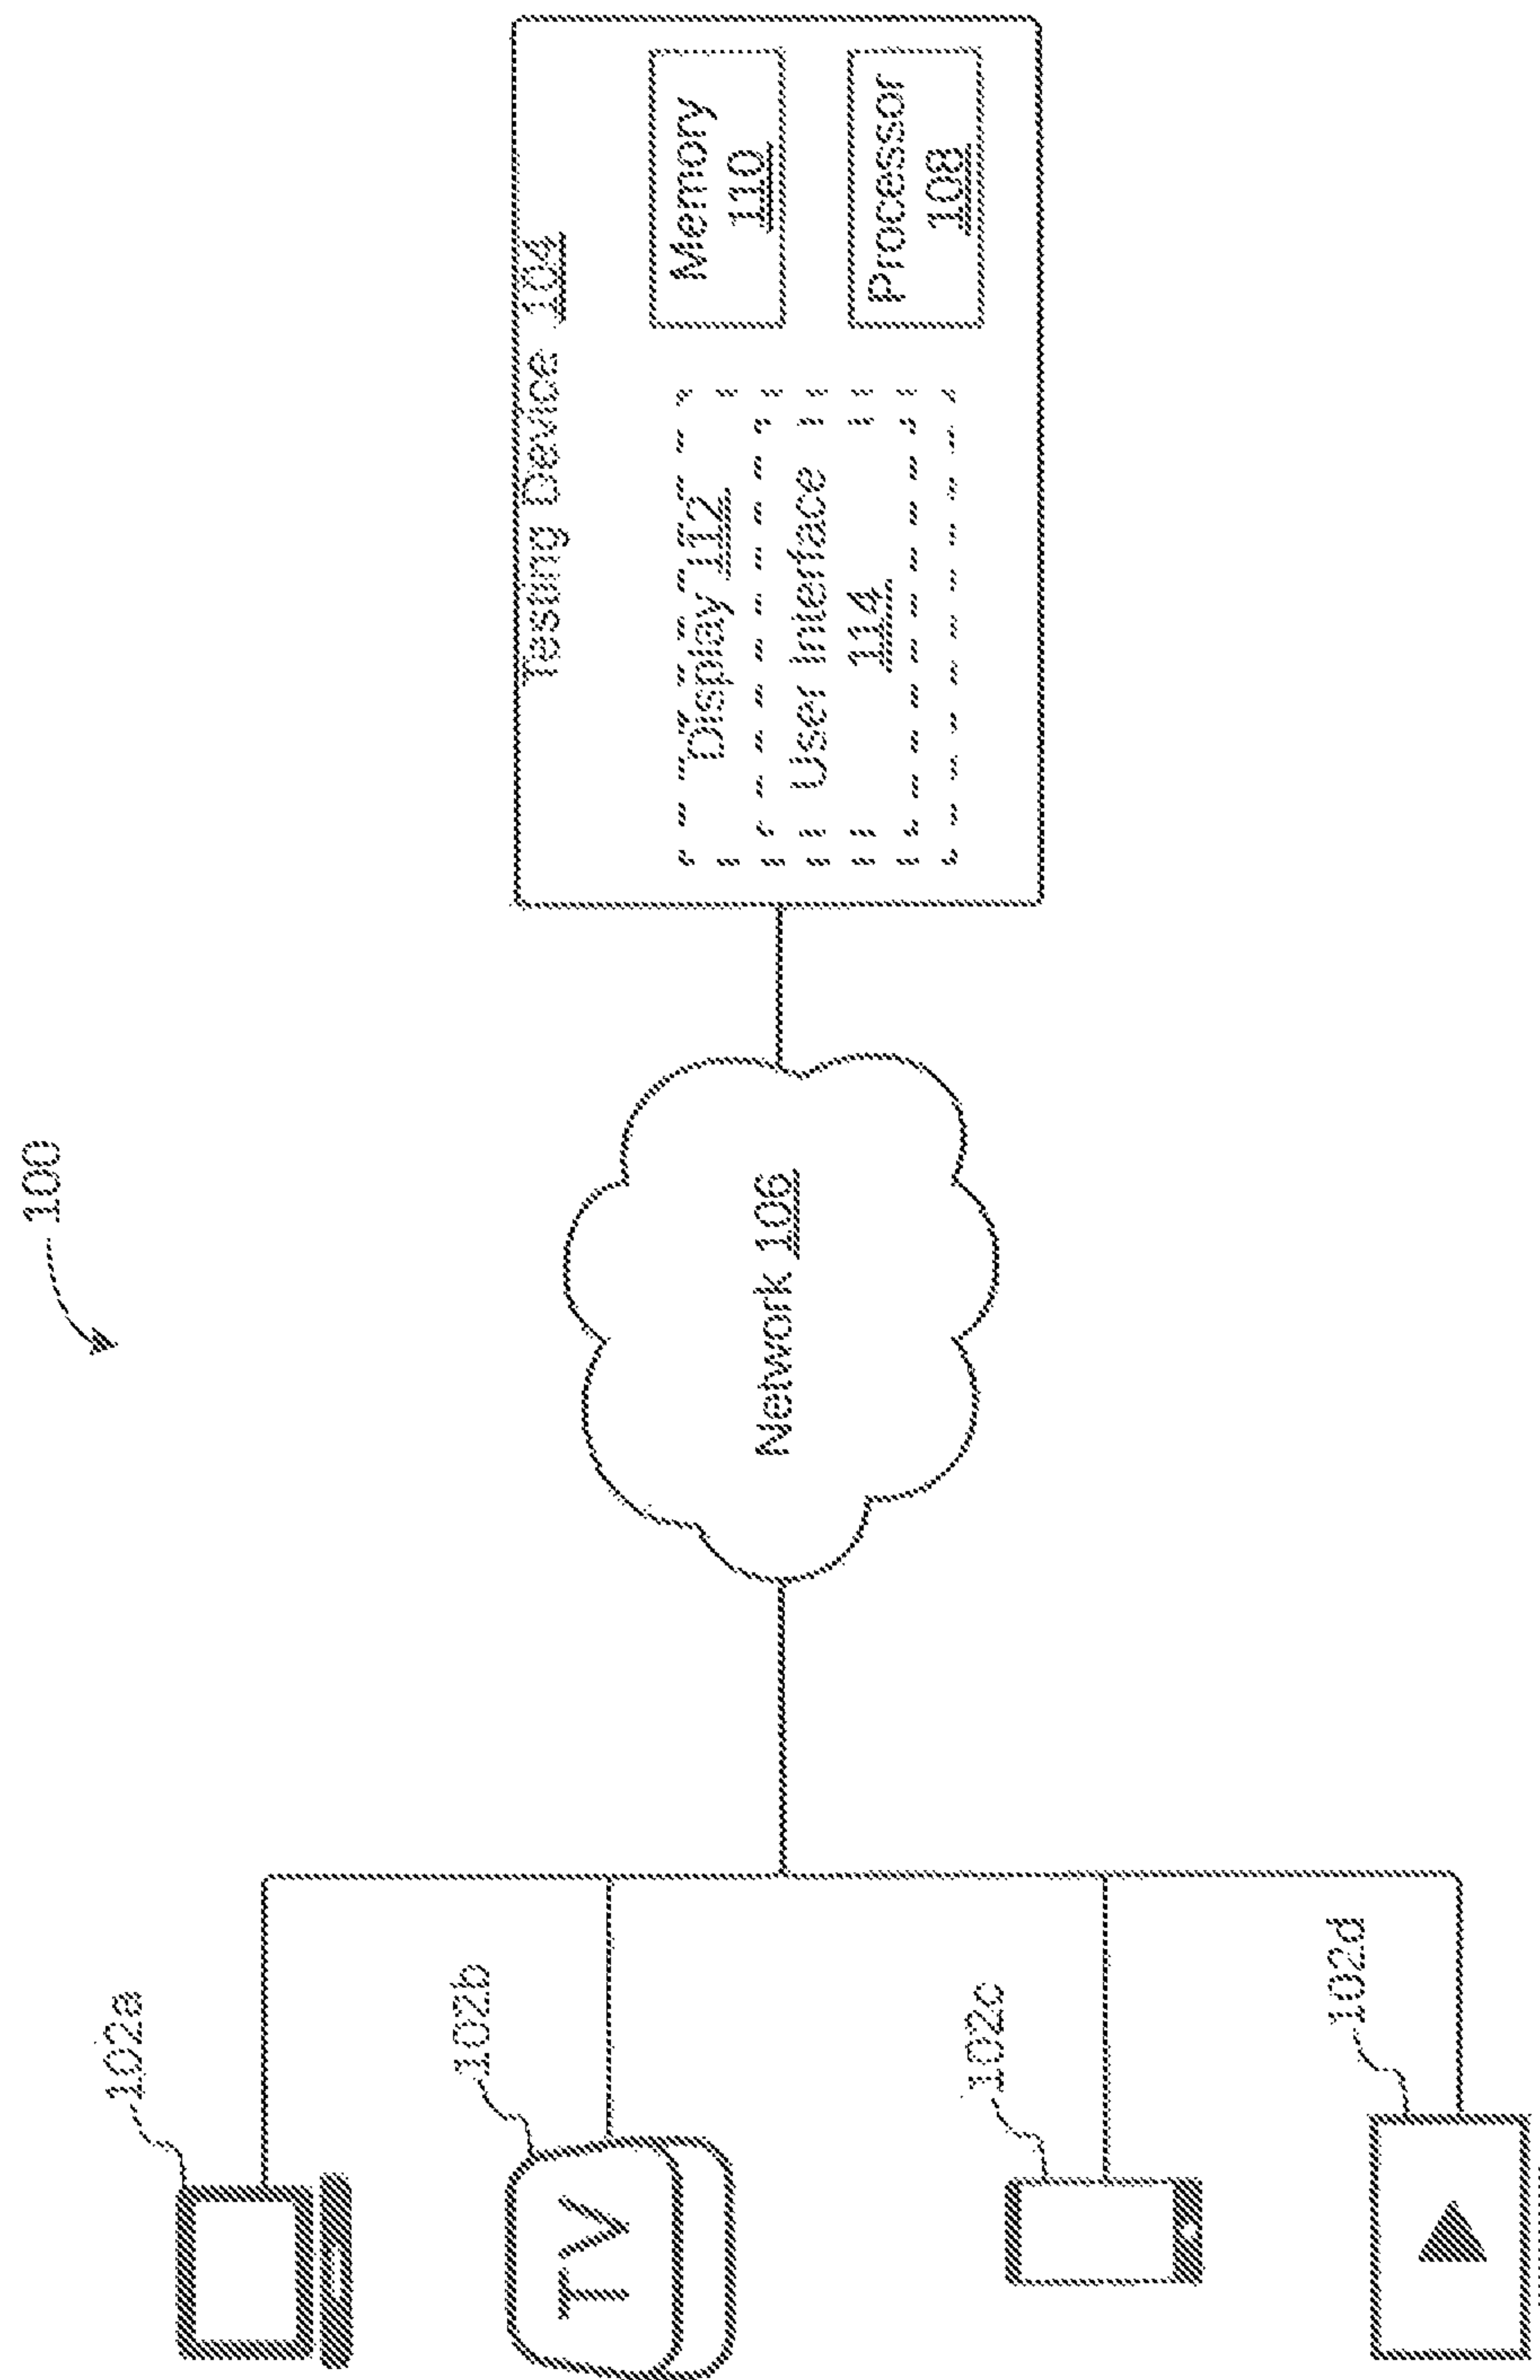 100
102a
102b
TV
102c
102d
Network 106
Testing Device 104
Display 112
User Interface
114
Memory
110
Processor
108